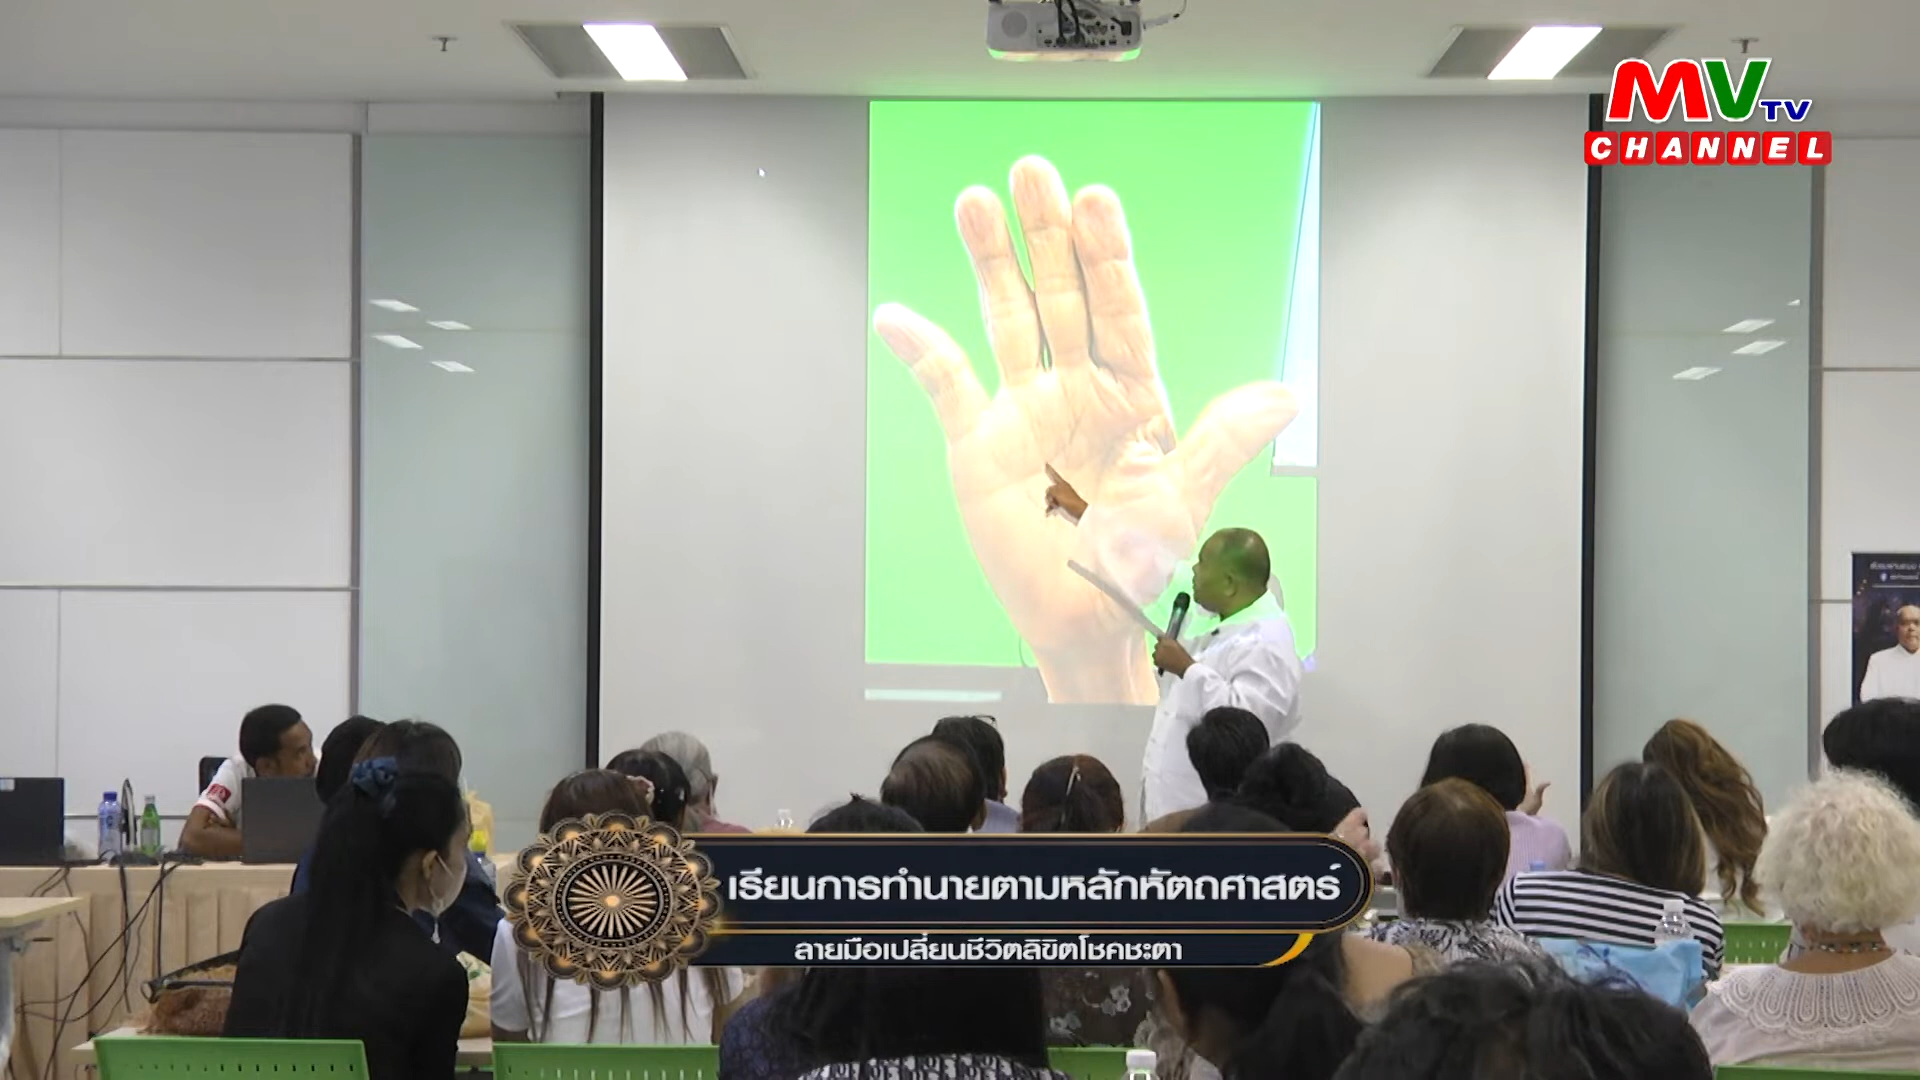 MV TV
CHANNEL
เรียนการทำนายตามหลักหัตถศาสตร์
ลายมือเปลี่ยนชีวิตลิขิตโชคชะตา